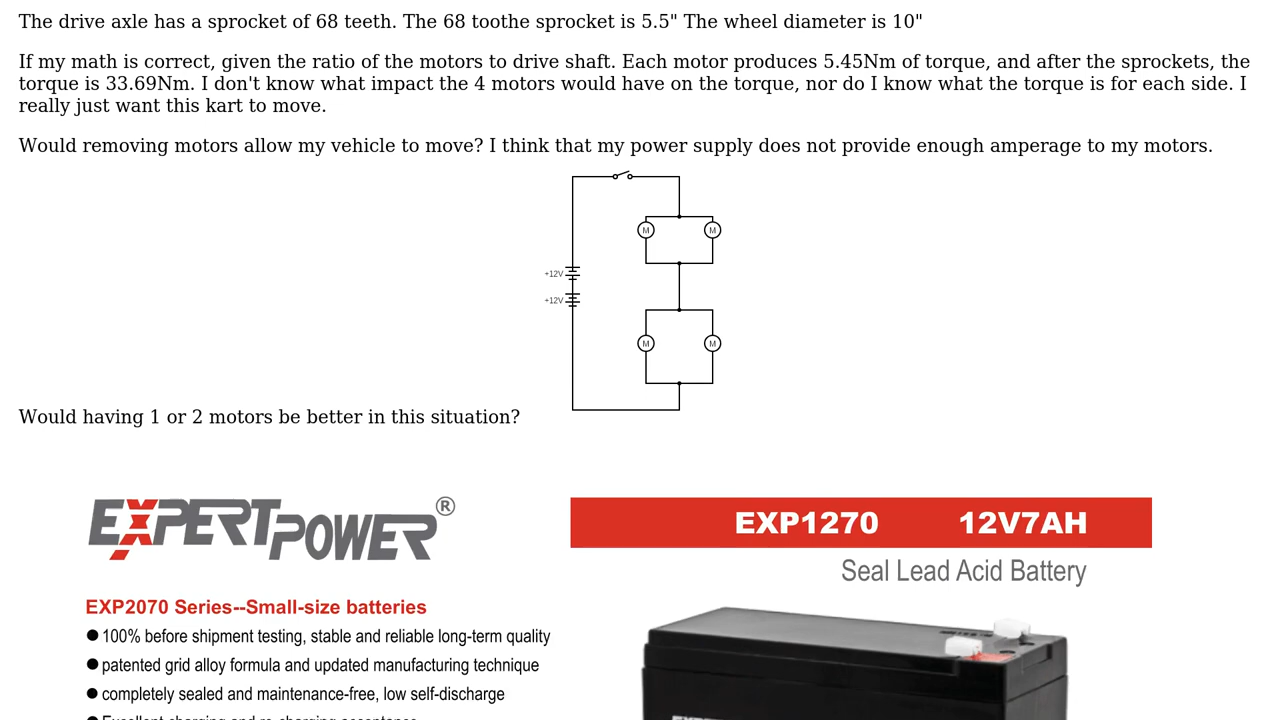 The drive axle has a sprocket of 68 teeth. The 68 toothe sprocket is 5.5" The wheel diameter is 10"
If my math is correct, given the ratio of the motors to drive shaft. Each motor produces 5.45Nm of torque, and after the sprockets, the
torque is 33.69Nm. I don't know what impact the 4 motors would have on the torque, nor do I know what the torque is for each side. I
really just want this kart to move.
Would removing motors allow my vehicle to move? I think that my power supply does not provide enough amperage to my motors.
M M
+12V
+12V
M M
Would having 1 or 2 motors be better in this situation?
EXPERTPOWER®
EXP1270 12V7AH
Seal Lead Acid Battery
EXP2070 Series--Small-size batteries
● 100% before shipment testing, stable and reliable long-term quality
● patented grid alloy formula and updated manufacturing technique
● completely sealed and maintenance-free, low self-discharge